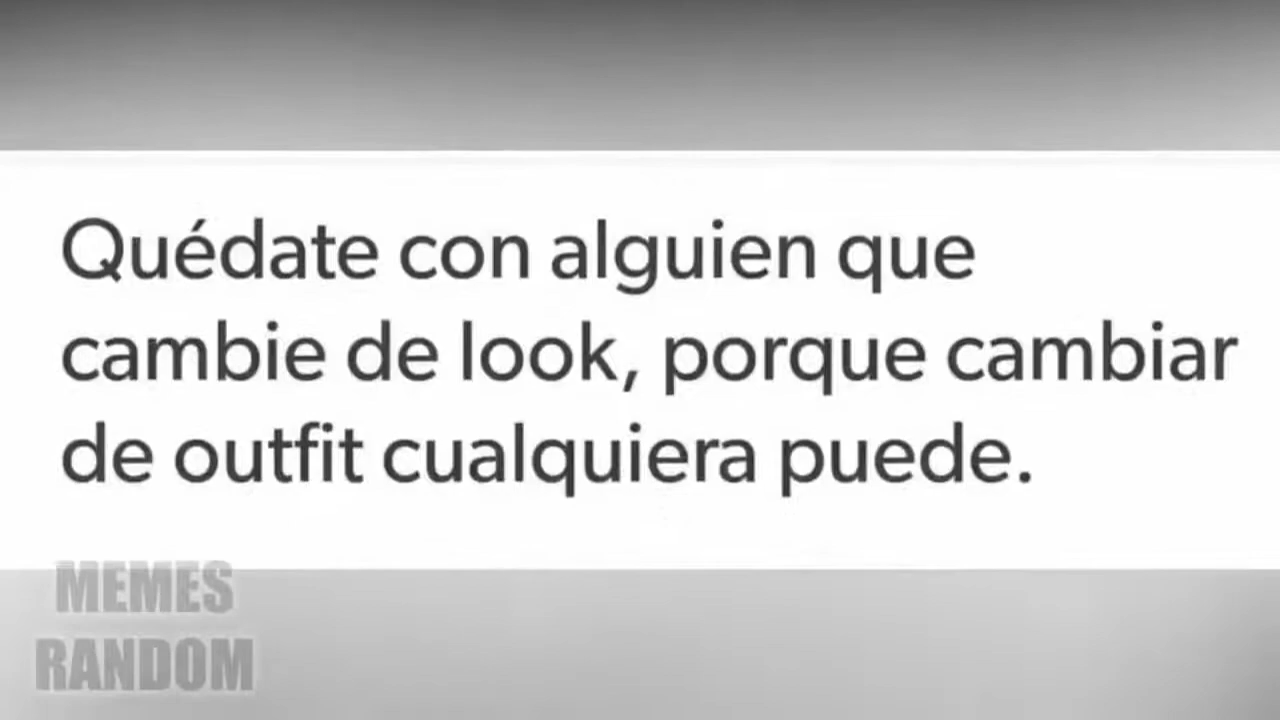 Quédate con alguien que
cambie de look, porque cambiar
de outfit cualquiera puede.
MEMES
RANDOM